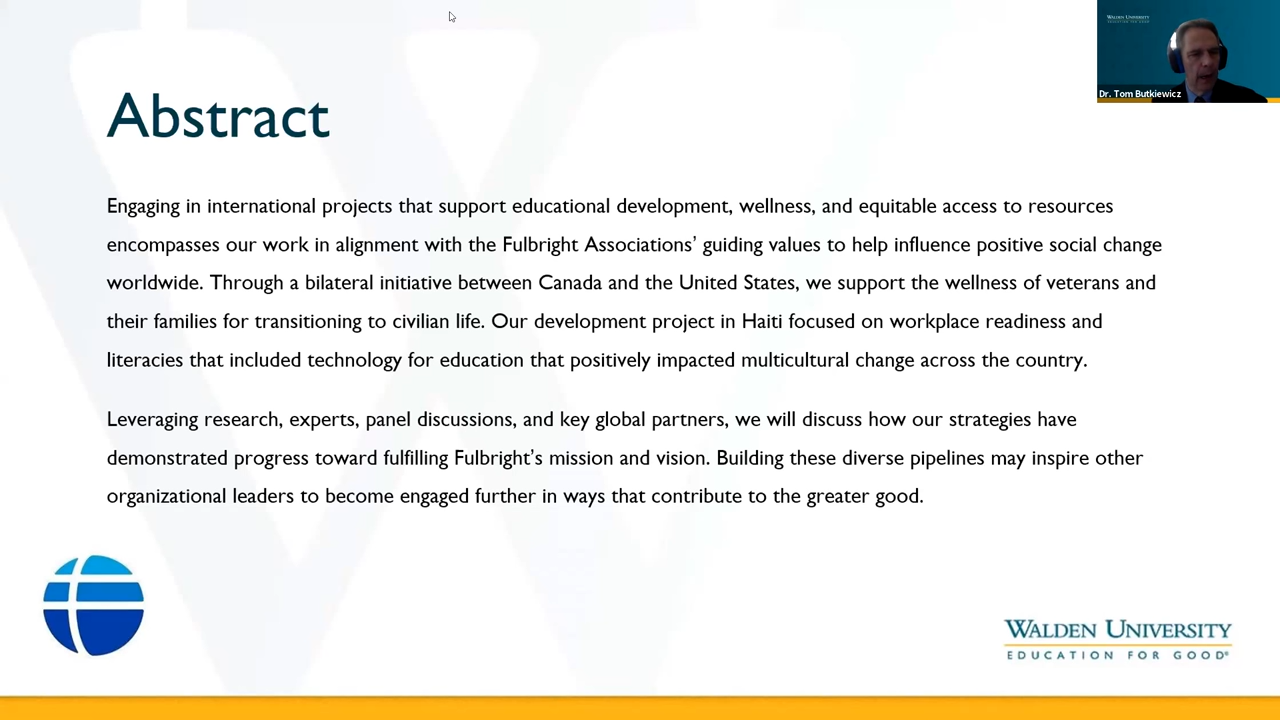 WALDEN UNIVERSITY
Dr. Tom Butkiewicz
Abstract
Engaging in international projects that support educational development, wellness, and equitable access to resources
encompasses our work in alignment with the Fulbright Associations’ guiding values to help influence positive social change
worldwide. Through a bilateral initiative between Canada and the United States, we support the wellness of veterans and
their families for transitioning to civilian life. Our development project in Haiti focused on workplace readiness and
literacies that included technology for education that positively impacted multicultural change across the country.
Leveraging research, experts, panel discussions, and key global partners, we will discuss how our strategies have
demonstrated progress toward fulfilling Fulbright’s mission and vision. Building these diverse pipelines may inspire other
organizational leaders to become engaged further in ways that contribute to the greater good.
WALDEN UNIVERSITY
EDUCATION FOR GOOD®